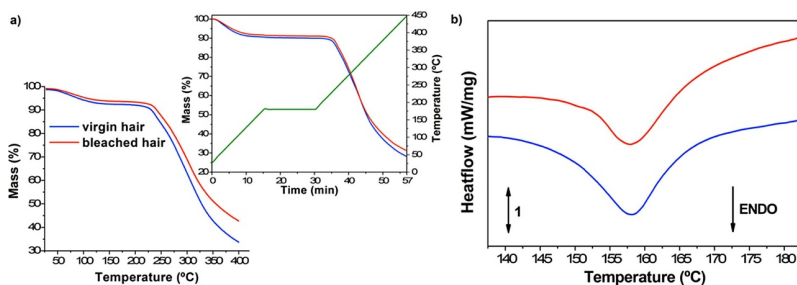 a)
Mass (%)
100
90
80
70
60
50
40
30
virgin hair
bleached hair
50 100 150 200 250 300 350 400
Temperature (ºC)
Mass (%)
100
90
80
70
60
50
40
30
20
0 10 20 30 40 50 57
Time (min)
450
400
350
300
250
200
150
100
50
0
Temperature (ºC)
b)
Heatflow (mW/mg)
1
ENDO
140 145 150 155 160 165 170 175 180
Temperature (ºC)